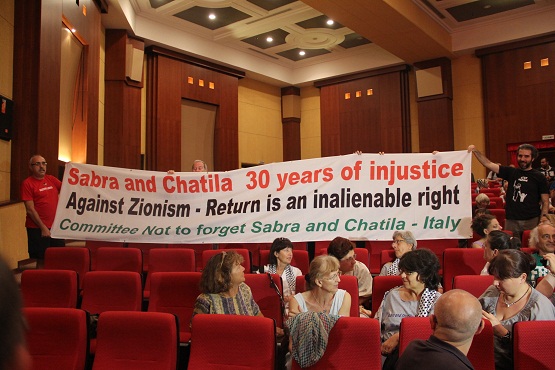 Sabra and Chatila 30 years of injustice
Against Zionism - Return is an inalienable right
Committee Not to forget Sabra and Chatila - Italy